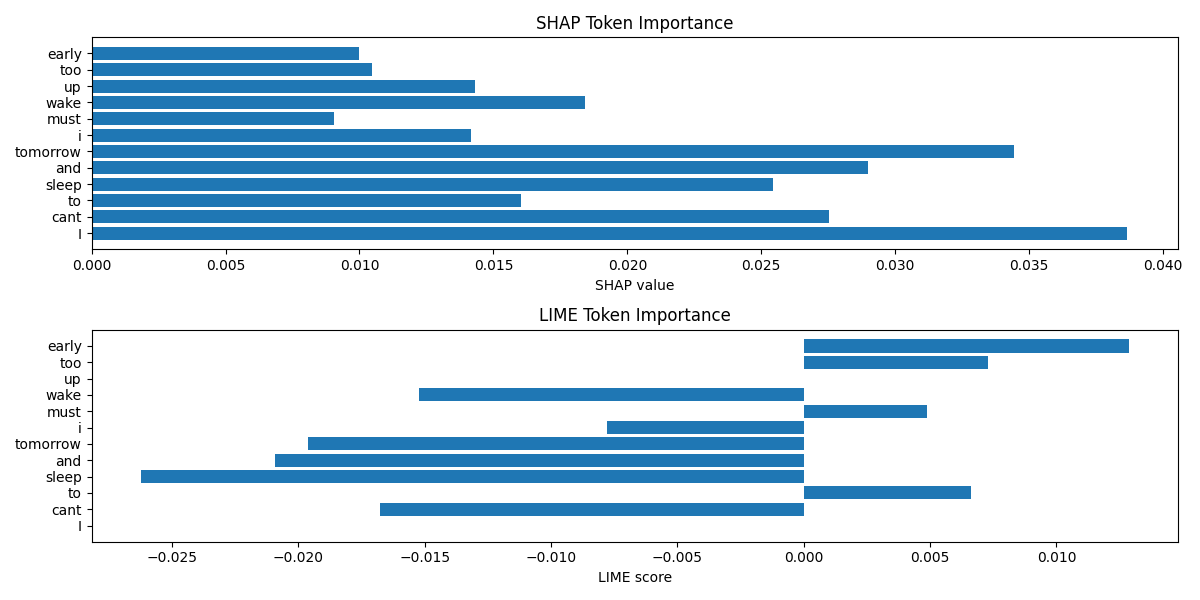 SHAP Token Importance
early
too
up
wake
must
i
tomorrow
and
sleep
to
cant
I
0.000 0.005 0.010 0.015 0.020 0.025 0.030 0.035 0.040
SHAP value
LIME Token Importance
early
too
up
wake
must
i
tomorrow
and
sleep
to
cant
I
−0.025 −0.020 −0.015 −0.010 −0.005 0.000 0.005 0.010
LIME score